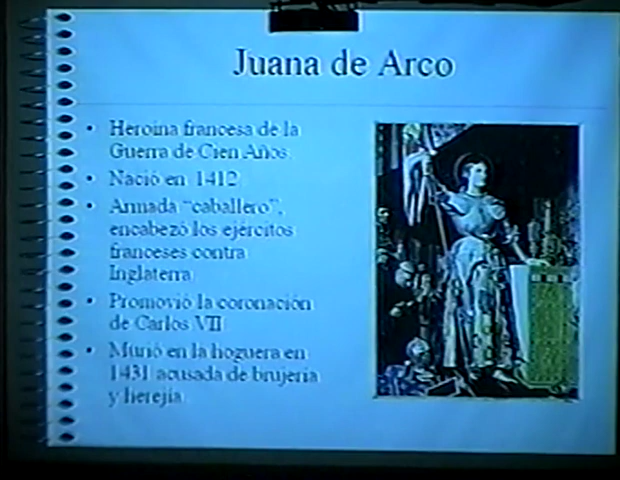 Juana de Arco
• Heroina francesa de la
Guerra de Cien Años.
• Nació en 1412
• Armada "caballero",
encabezó los ejércitos
franceses contra
Inglaterra
• Promovió la coronación
de Carlos VII
• Murió en la hoguera en
1431 acusada de brujería
y herejía.